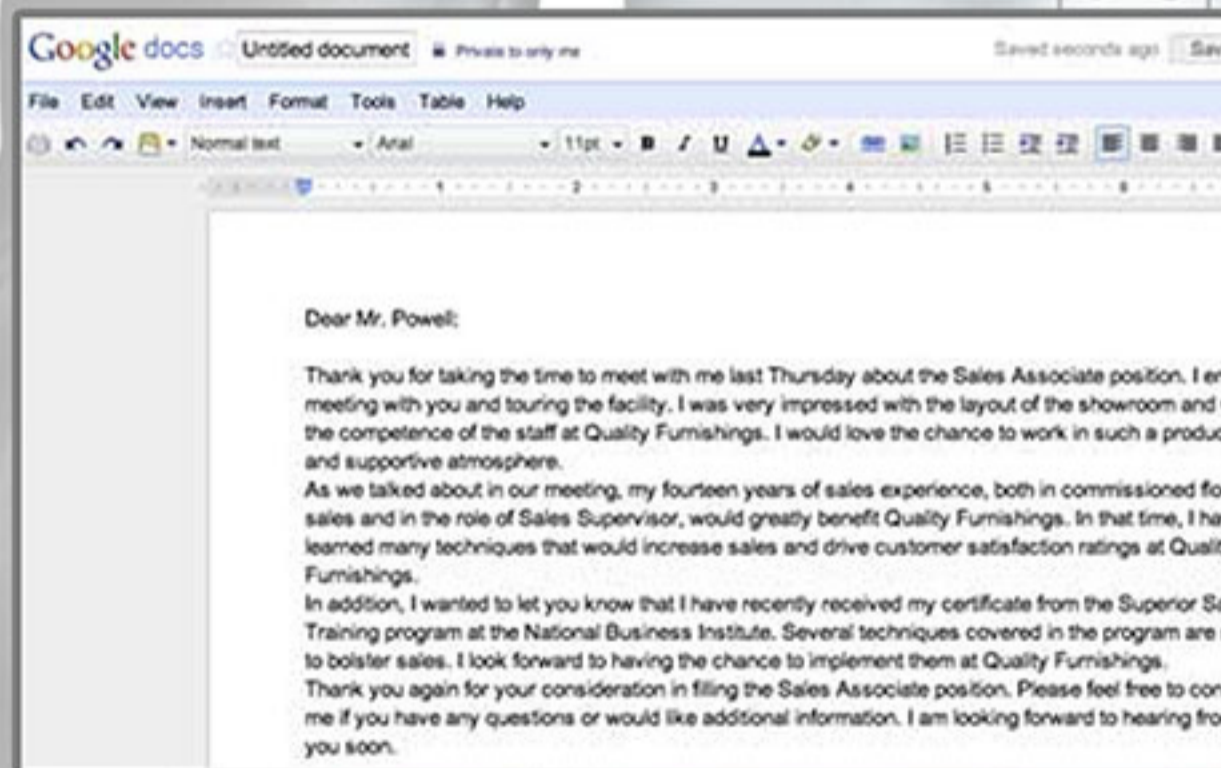 Google docs Untitled document Private to only me Saved seconds ago
File Edit View Insert Format Tools Table Help
Normal text Arial 11pt B I U A
1 2 3 4 5 6
Dear Mr. Powell;
Thank you for taking the time to meet with me last Thursday about the Sales Associate position. I
meeting with you and touring the facility. I was very impressed with the layout of the showroom and
the competence of the staff at Quality Furnishings. I would love the chance to work in such a
and supportive atmosphere.
As we talked about in our meeting, my fourteen years of sales experience, both in commissioned
sales and in the role of Sales Supervisor, would greatly benefit Quality Furnishings. In that time, I
learned many techniques that would increase sales and drive customer satisfaction ratings at
Furnishings.
In addition, I wanted to let you know that I have recently received my certificate from the Superior
Training program at the National Business Institute. Several techniques covered in the program are
to bolster sales. I look forward to having the chance to implement them at Quality Furnishings.
Thank you again for your consideration in filling the Sales Associate position. Please feel free to
me if you have any questions or would like additional information. I am looking forward to hearing
you soon.